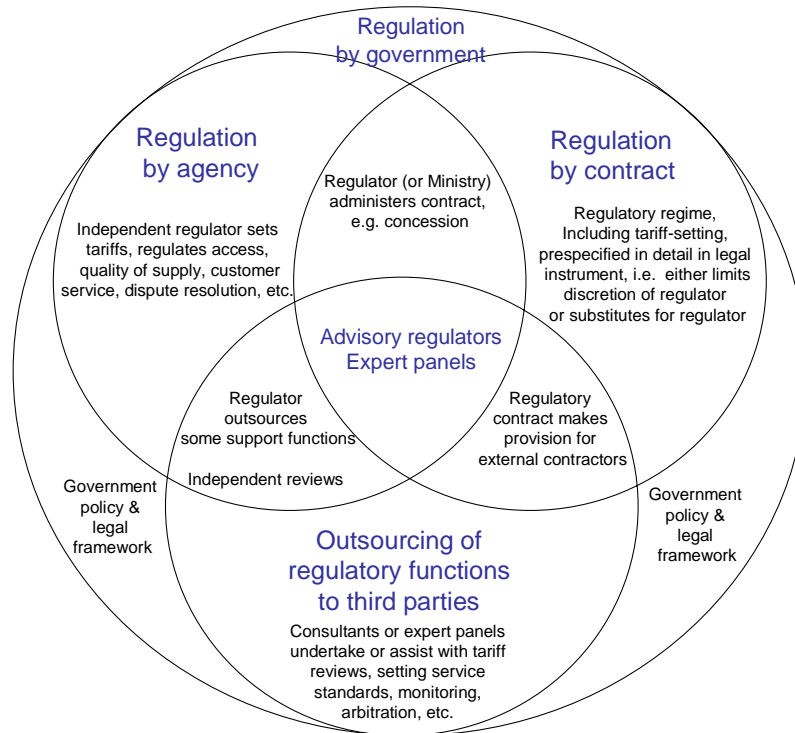 Regulation
by government
Regulation
by agency
Independent regulator sets
tariffs, regulates access,
quality of supply, customer
service, dispute resolution, etc.
Regulator (or Ministry)
administers contract,
e.g. concession
Regulation
by contract
Regulatory regime,
Including tariff-setting,
prespecified in detail in legal
instrument, i.e. either limits
discretion of regulator
or substitutes for regulator
Advisory regulators
Expert panels
Regulator
outsources
some support functions
Independent reviews
Regulatory
contract makes
provision for
external contractors
Government
policy &
legal
framework
Government
policy &
legal
framework
Outsourcing of
regulatory functions
to third parties
Consultants or expert panels
undertake or assist with tariff
reviews, setting service
standards, monitoring,
arbitration, etc.